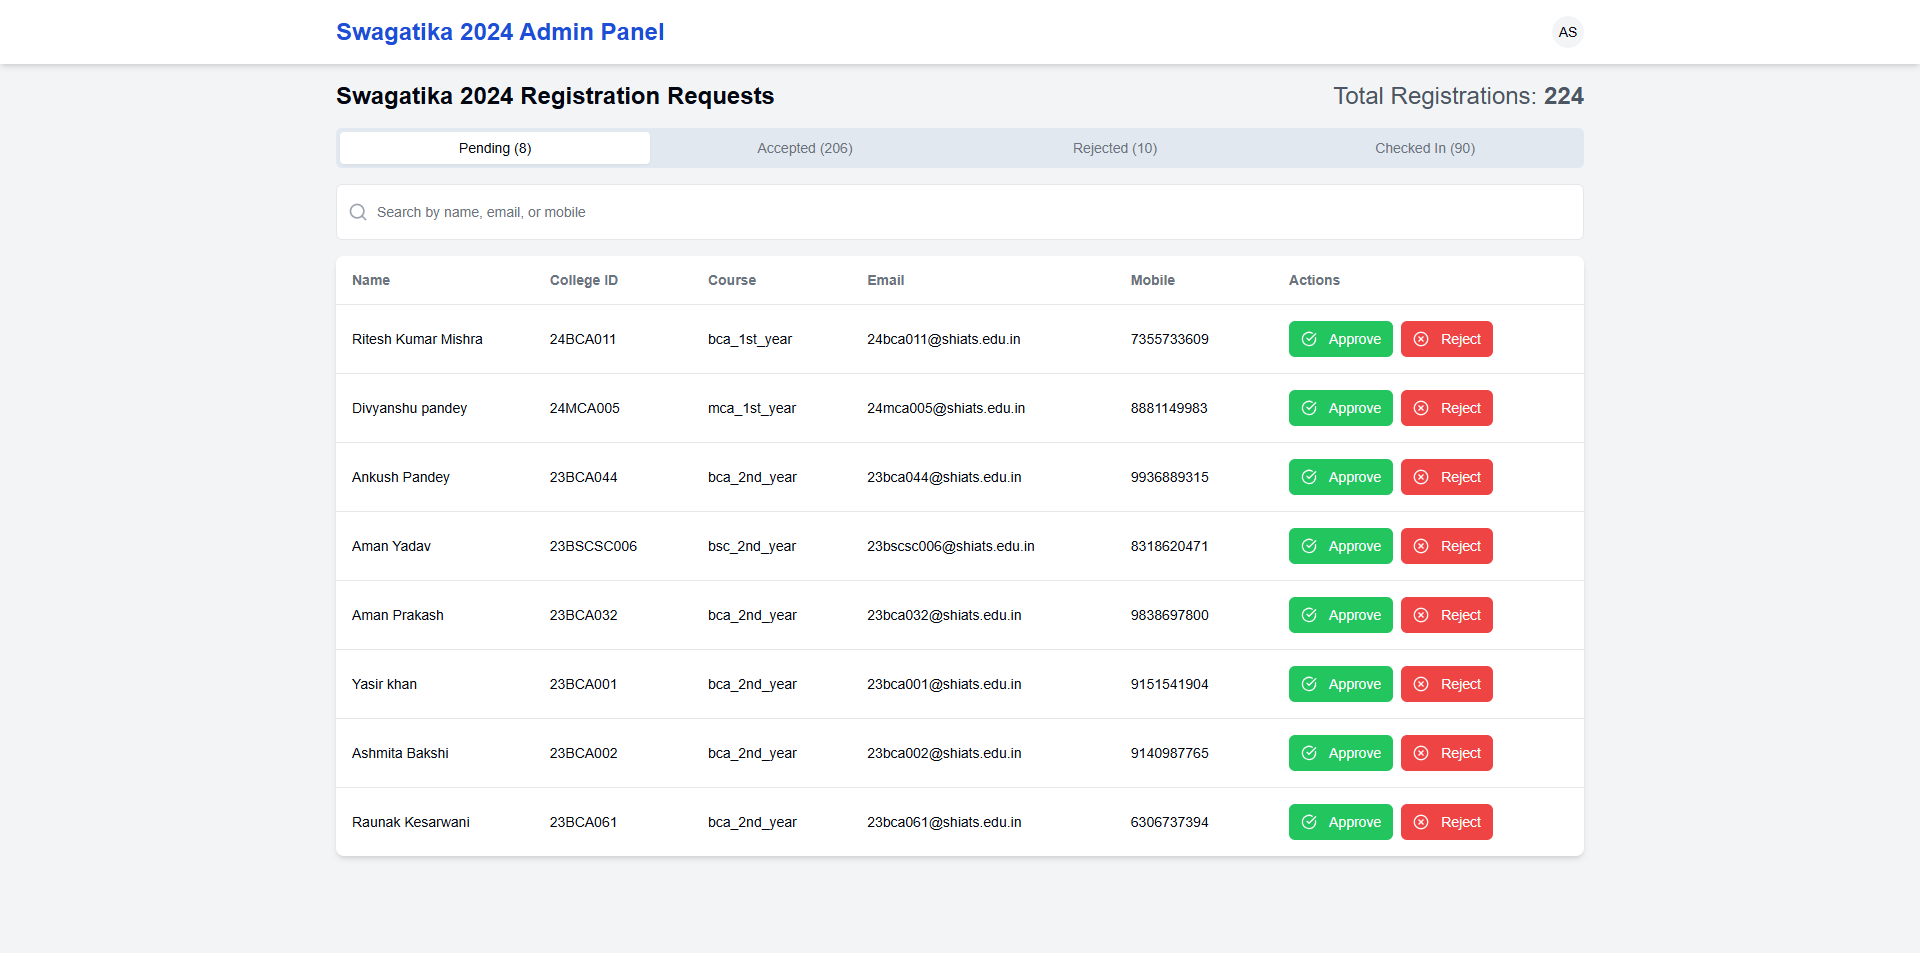 Swagatika 2024 Admin Panel AS
Swagatika 2024 Registration Requests Total Registrations: 224
Pending (8) Accepted (206) Rejected (10) Checked In (90)
Search by name, email, or mobile
Name College ID Course Email Mobile Actions
Ritesh Kumar Mishra 24BCA011 bca_1st_year 24bca011@shiats.edu.in 7355733609 Approve Reject
Divyanshu pandey 24MCA005 mca_1st_year 24mca005@shiats.edu.in 8881149983 Approve Reject
Ankush Pandey 23BCA044 bca_2nd_year 23bca044@shiats.edu.in 9936889315 Approve Reject
Aman Yadav 23BSCSC006 bsc_2nd_year 23bscsc006@shiats.edu.in 8318620471 Approve Reject
Aman Prakash 23BCA032 bca_2nd_year 23bca032@shiats.edu.in 9838697800 Approve Reject
Yasir khan 23BCA001 bca_2nd_year 23bca001@shiats.edu.in 9151541904 Approve Reject
Ashmita Bakshi 23BCA002 bca_2nd_year 23bca002@shiats.edu.in 9140987765 Approve Reject
Raunak Kesarwani 23BCA061 bca_2nd_year 23bca061@shiats.edu.in 6306737394 Approve Reject